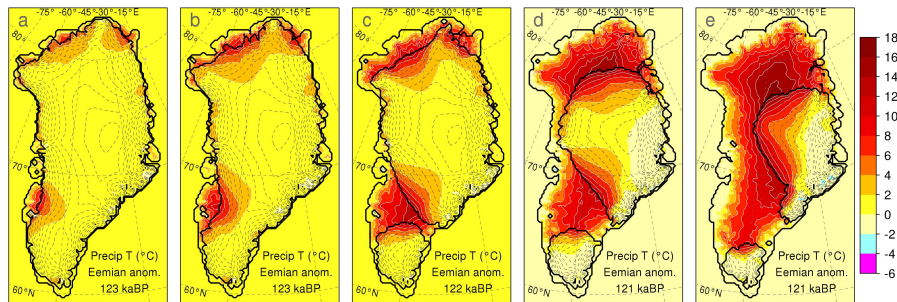 a
-75° -60° -45° -30° -15°E
80°
70°
60°N
Precip T (°C)
Eemian anom.
123 kaBP
b
-75° -60° -45° -30° -15°E
80°
70°
60°N
Precip T (°C)
Eemian anom.
123 kaBP
c
-75° -60° -45° -30° -15°E
80°
70°
60°N
Precip T (°C)
Eemian anom.
122 kaBP
d
-75° -60° -45° -30° -15°E
80°
70°
60°N
Precip T (°C)
Eemian anom.
121 kaBP
e
-75° -60° -45° -30° -15°E
80°
70°
60°N
Precip T (°C)
Eemian anom.
121 kaBP
18
16
14
12
10
8
6
4
2
0
-2
-4
-6